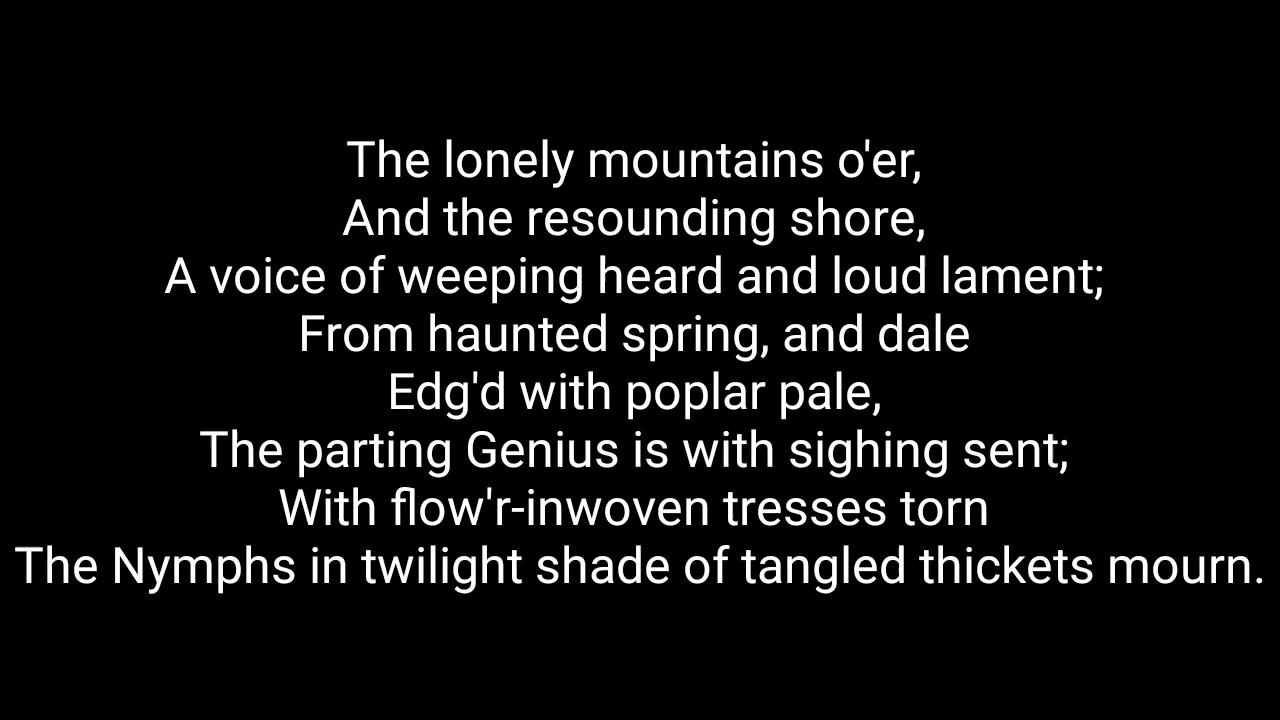 The lonely mountains o'er,
And the resounding shore,
A voice of weeping heard and loud lament;
From haunted spring, and dale
Edg'd with poplar pale,
The parting Genius is with sighing sent;
With flow'r-inwoven tresses torn
The Nymphs in twilight shade of tangled thickets mourn.